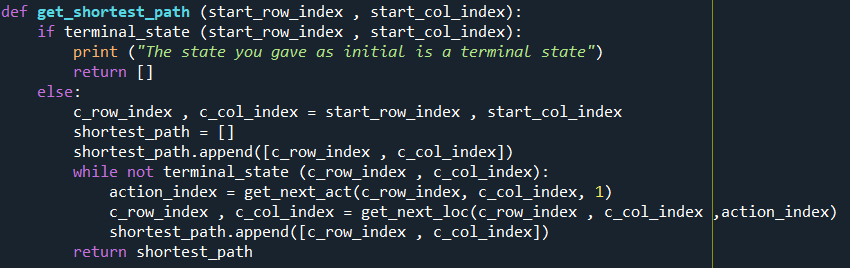 def get_shortest_path (start_row_index , start_col_index):
    if terminal_state (start_row_index , start_col_index):
        print ("The state you gave as initial is a terminal state")
        return []
    else:
        c_row_index , c_col_index = start_row_index , start_col_index
        shortest_path = []
        shortest_path.append([c_row_index , c_col_index])
        while not terminal_state (c_row_index , c_col_index):
            action_index = get_next_act(c_row_index, c_col_index, 1)
            c_row_index , c_col_index = get_next_loc(c_row_index , c_col_index ,action_index)
            shortest_path.append([c_row_index , c_col_index])
        return shortest_path